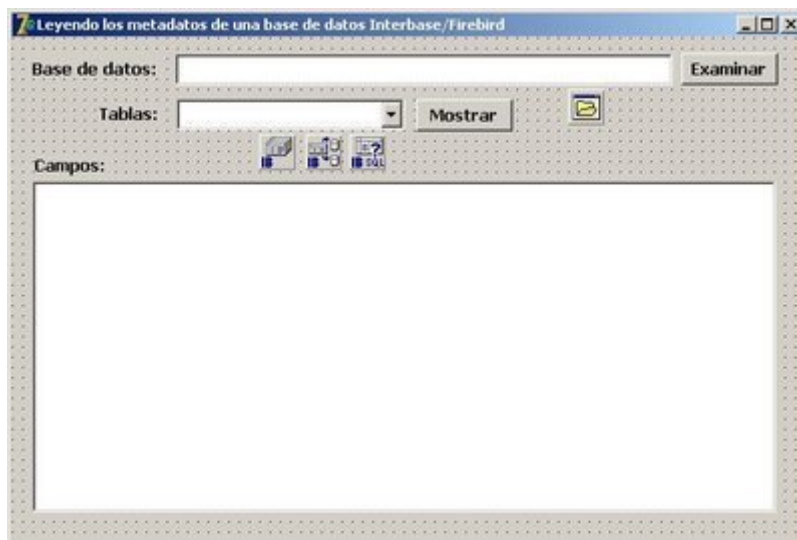 Leyendo los metadatos de una base de datos Interbase/Firebird
Base de datos:
Examinar
Tablas:
Mostrar
Campos: